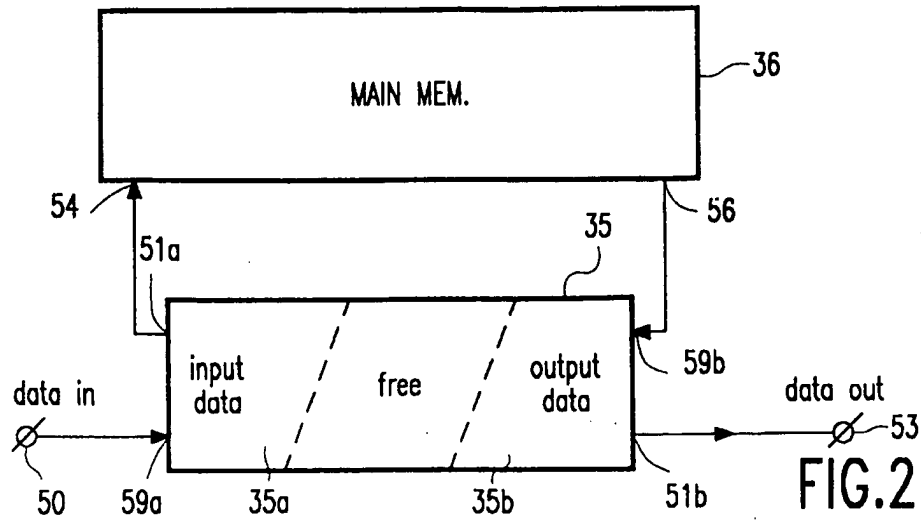 36
MAIN MEM.
54
56
51a
35
59b
input
data
free
output
data
data in
data out
53
50
59a
35a
35b
51b
FIG.2